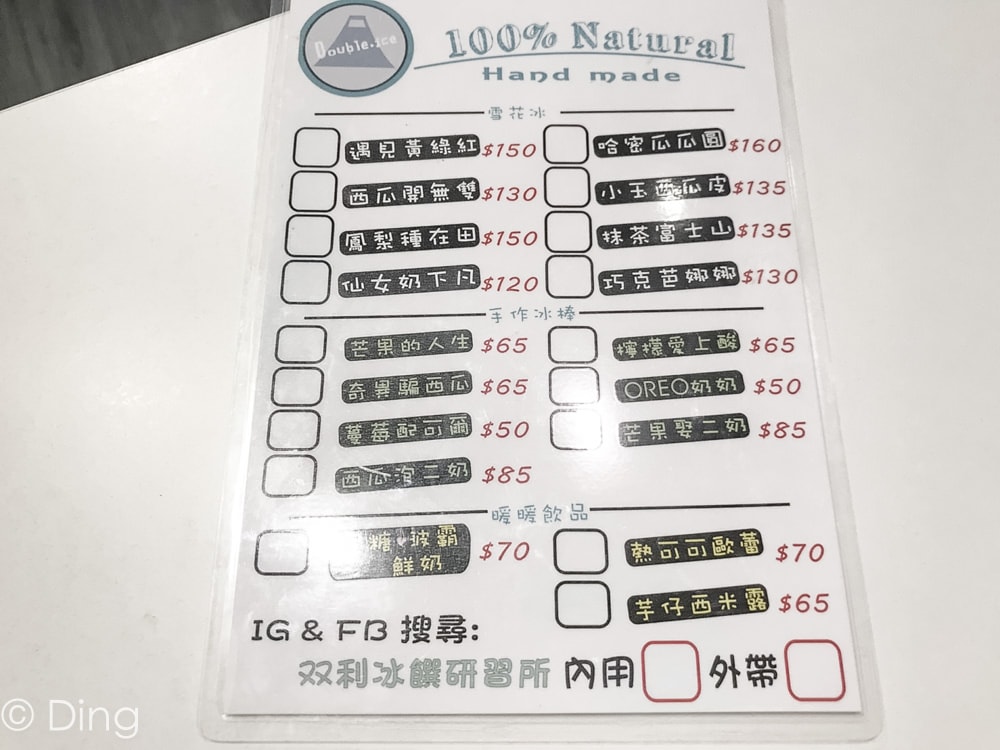 Double.ice
100% Natural
Hand made
雪花冰
遇見黃綠紅 $150
哈密瓜瓜圓 $160
西瓜開無雙 $130
小玉西瓜皮 $135
鳳梨種在田 $150
抹茶富士山 $135
仙女奶下凡 $120
巧克芭娜娜 $130
手作冰棒
芒果的人生 $65
檸檬愛上酸 $65
奇異騙西瓜 $65
OREO奶奶 $50
蔓莓配可爾 $50
芒果娶二奶 $85
西瓜泡二奶 $85
暖暖飲品
糖 波霸
鮮奶 $70
熱可可歐蕾 $70
芋仔西米露 $65
IG & FB 搜尋:
双利冰饌研習所 內用 外帶
© Ding